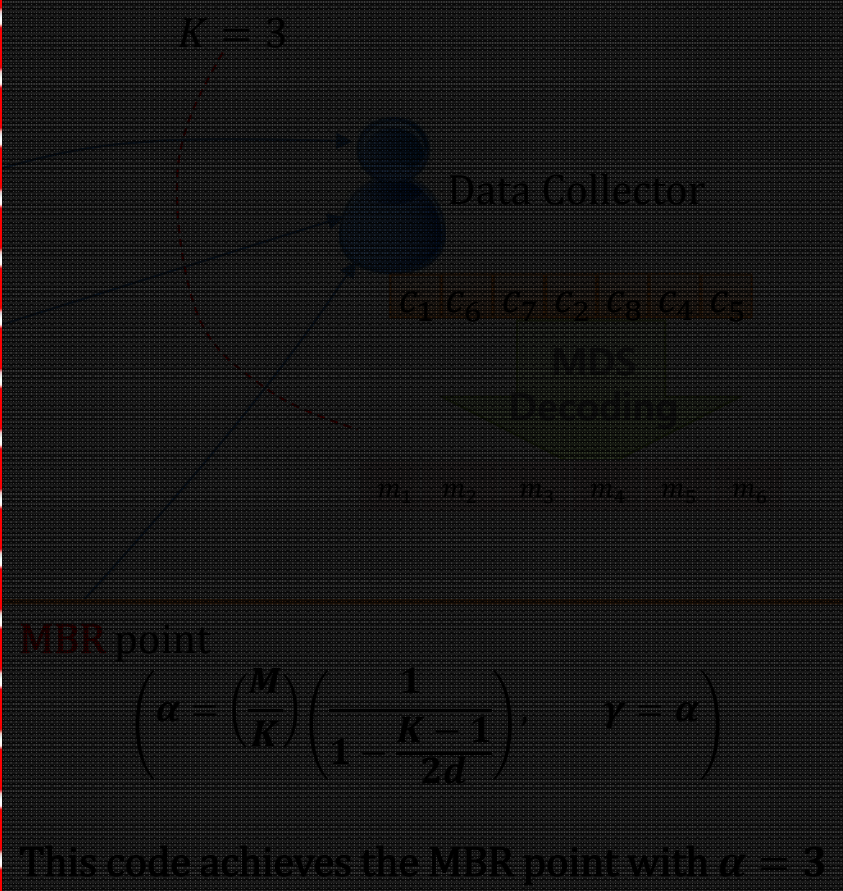 K = 3
Data Collector
c₁ c₆ c₇ c₂ c₈ c₄ c₅
MDS
Decoding
m₁ m₂ m₃ m₄ m₅ m₆
MBR point
(α = (M/K)(1/(1 − (K − 1)/2d)), γ = α)
This code achieves the MBR point with α = 3